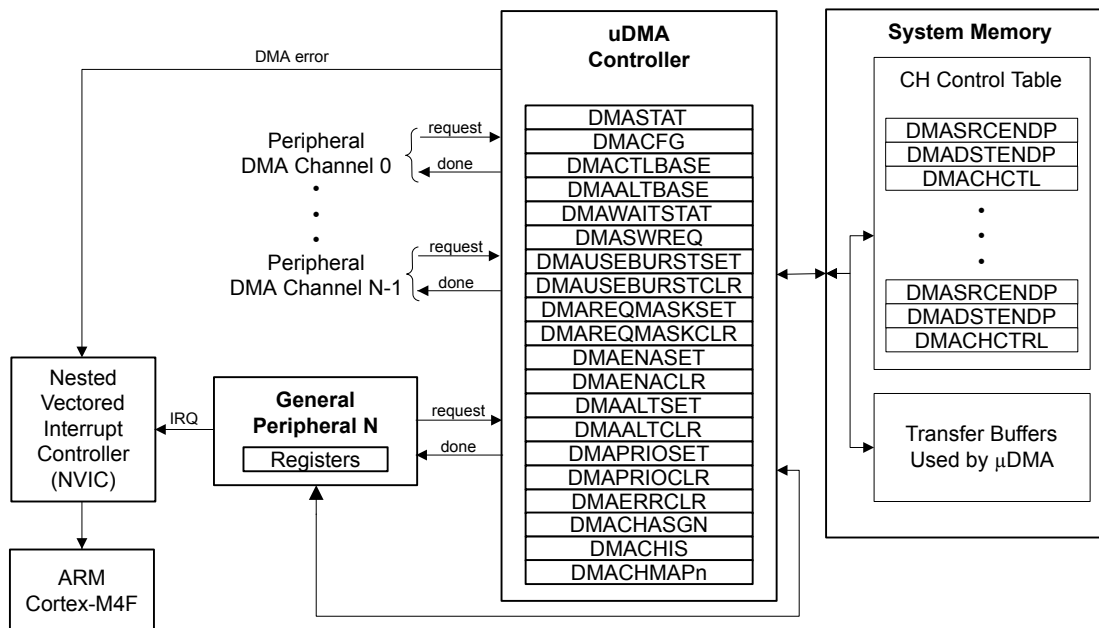 uDMA
Controller
System Memory
DMA error
CH Control Table
DMASTAT
DMACFG
DMACTLBASE
DMAALTBASE
DMAWAITSTAT
DMASWREQ
DMAUSEBURSTSET
DMAUSEBURSTCLR
DMAREQMASKSET
DMAREQMASKCLR
DMAENASET
DMAENACLR
DMAALTSET
DMAALTCLR
DMAPRIOSET
DMAPRIOCLR
DMAERRCLR
DMACHASGN
DMACHIS
DMACHMAPn
Peripheral
DMA Channel 0
request
done
Peripheral
DMA Channel N-1
request
done
DMASRCENDP
DMADSTENDP
DMACHCTL
DMASRCENDP
DMADSTENDP
DMACHCTRL
Transfer Buffers
Used by μDMA
Nested
Vectored
Interrupt
Controller
(NVIC)
IRQ
General
Peripheral N
Registers
request
done
ARM
Cortex-M4F